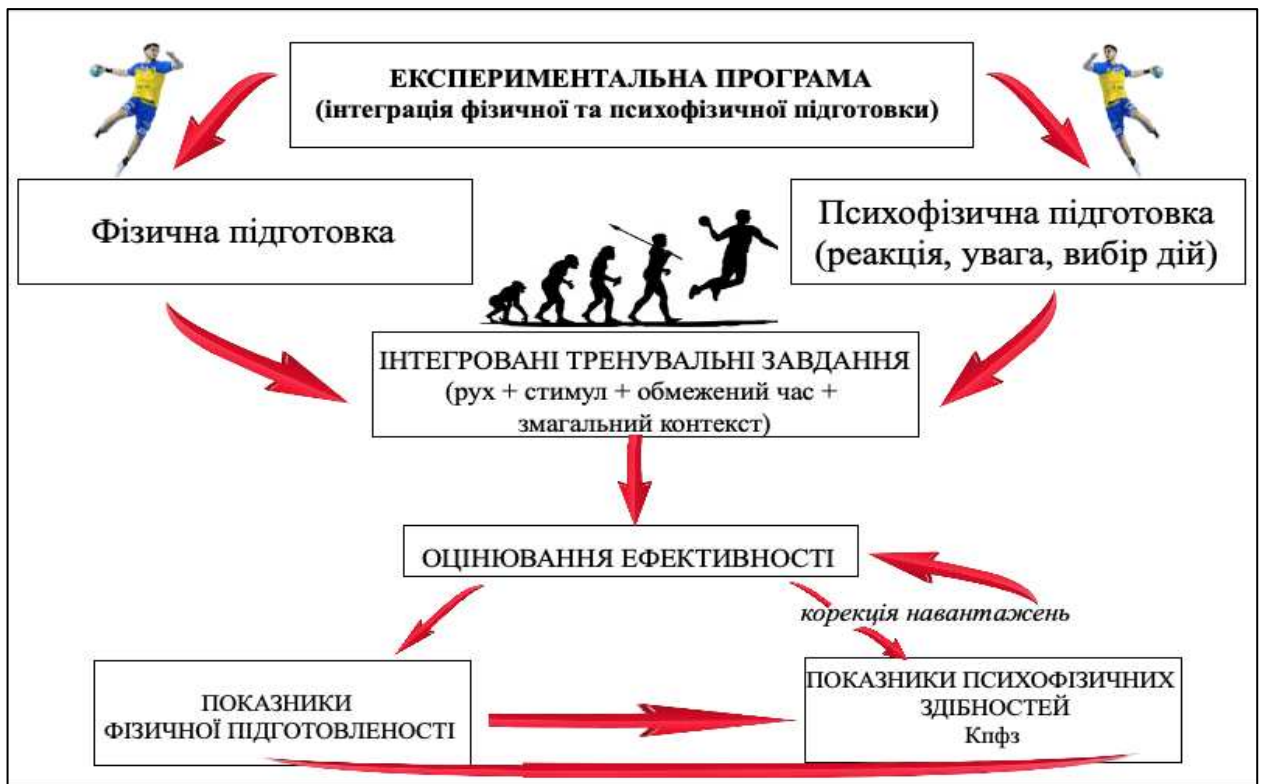 ЕКСПЕРИМЕНТАЛЬНА ПРОГРАМА
(інтеграція фізичної та психофізичної підготовки)
Фізична підготовка
Психофізична підготовка
(реакція, увага, вибір дій)
ІНТЕГРОВАНІ ТРЕНУВАЛЬНІ ЗАВДАННЯ
(рух + стимул + обмежений час +
змагальний контекст)
ОЦІНЮВАННЯ ЕФЕКТИВНОСТІ
корекція навантажень
ПОКАЗНИКИ
ФІЗИЧНОЇ ПІДГОТОВЛЕНОСТІ
ПОКАЗНИКИ ПСИХОФІЗИЧНИХ
ЗДІБНОСТЕЙ
Кпфз